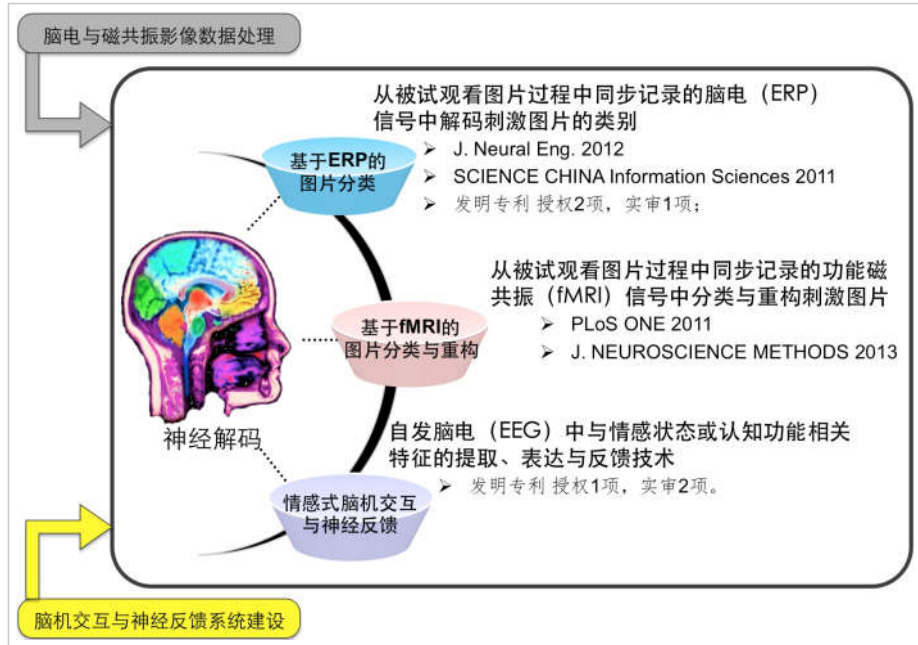 脑电与磁共振影像数据处理
从被试观看图片过程中同步记录的脑电（ERP）
信号中解码刺激图片的类别
基于ERP的
图片分类
➢ J. Neural Eng. 2012
➢ SCIENCE CHINA Information Sciences 2011
➢ 发明专利 授权2项，实审1项；
从被试观看图片过程中同步记录的功能磁
共振（fMRI）信号中分类与重构刺激图片
基于fMRI的
图片分类与重构
➢ PLoS ONE 2011
➢ J. NEUROSCIENCE METHODS 2013
神经解码
自发脑电（EEG）中与情感状态或认知功能相关
特征的提取、表达与反馈技术
情感式脑机交互
与神经反馈
➢ 发明专利 授权1项，实审2项。
脑机交互与神经反馈系统建设